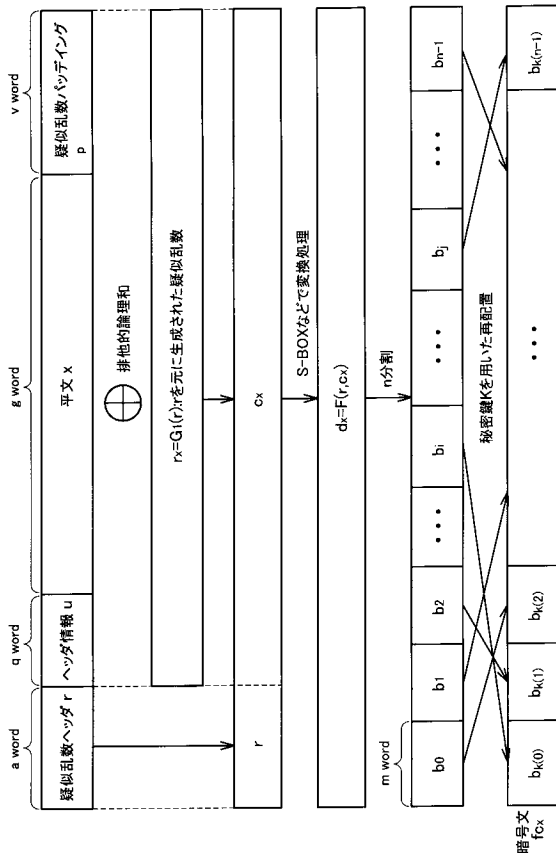 a word
q word
g word
v word
疑似乱数ヘッダ r
ヘッダ情報 u
平文 x
疑似乱数パッデイング
p
排他的論理和
rx=G1(r):rを元に生成された疑似乱数
r
cx
S-BOXなどで変換処理
dx=F(r,cx)
n分割
m word
b0
b1
b2
• • •
bi
• • •
bj
• • •
bn-1
秘密鍵Kを用いた再配置
暗号文
fcx
bk(0)
bk(1)
bk(2)
• • •
bk(n-1)